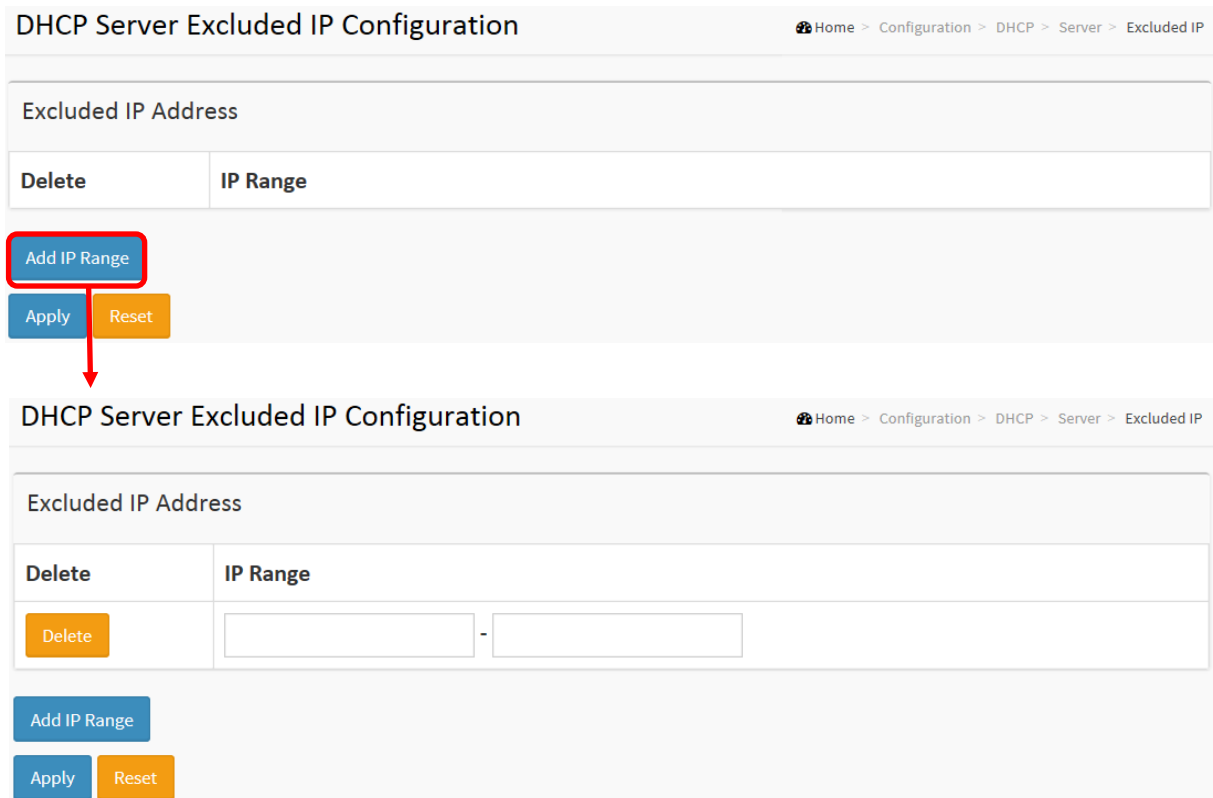 DHCP Server Excluded IP Configuration Home > Configuration > DHCP > Server > Excluded IP
Excluded IP Address
Delete IP Range
Add IP Range
Apply Reset
DHCP Server Excluded IP Configuration Home > Configuration > DHCP > Server > Excluded IP
Excluded IP Address
Delete IP Range
Delete -
Add IP Range
Apply Reset